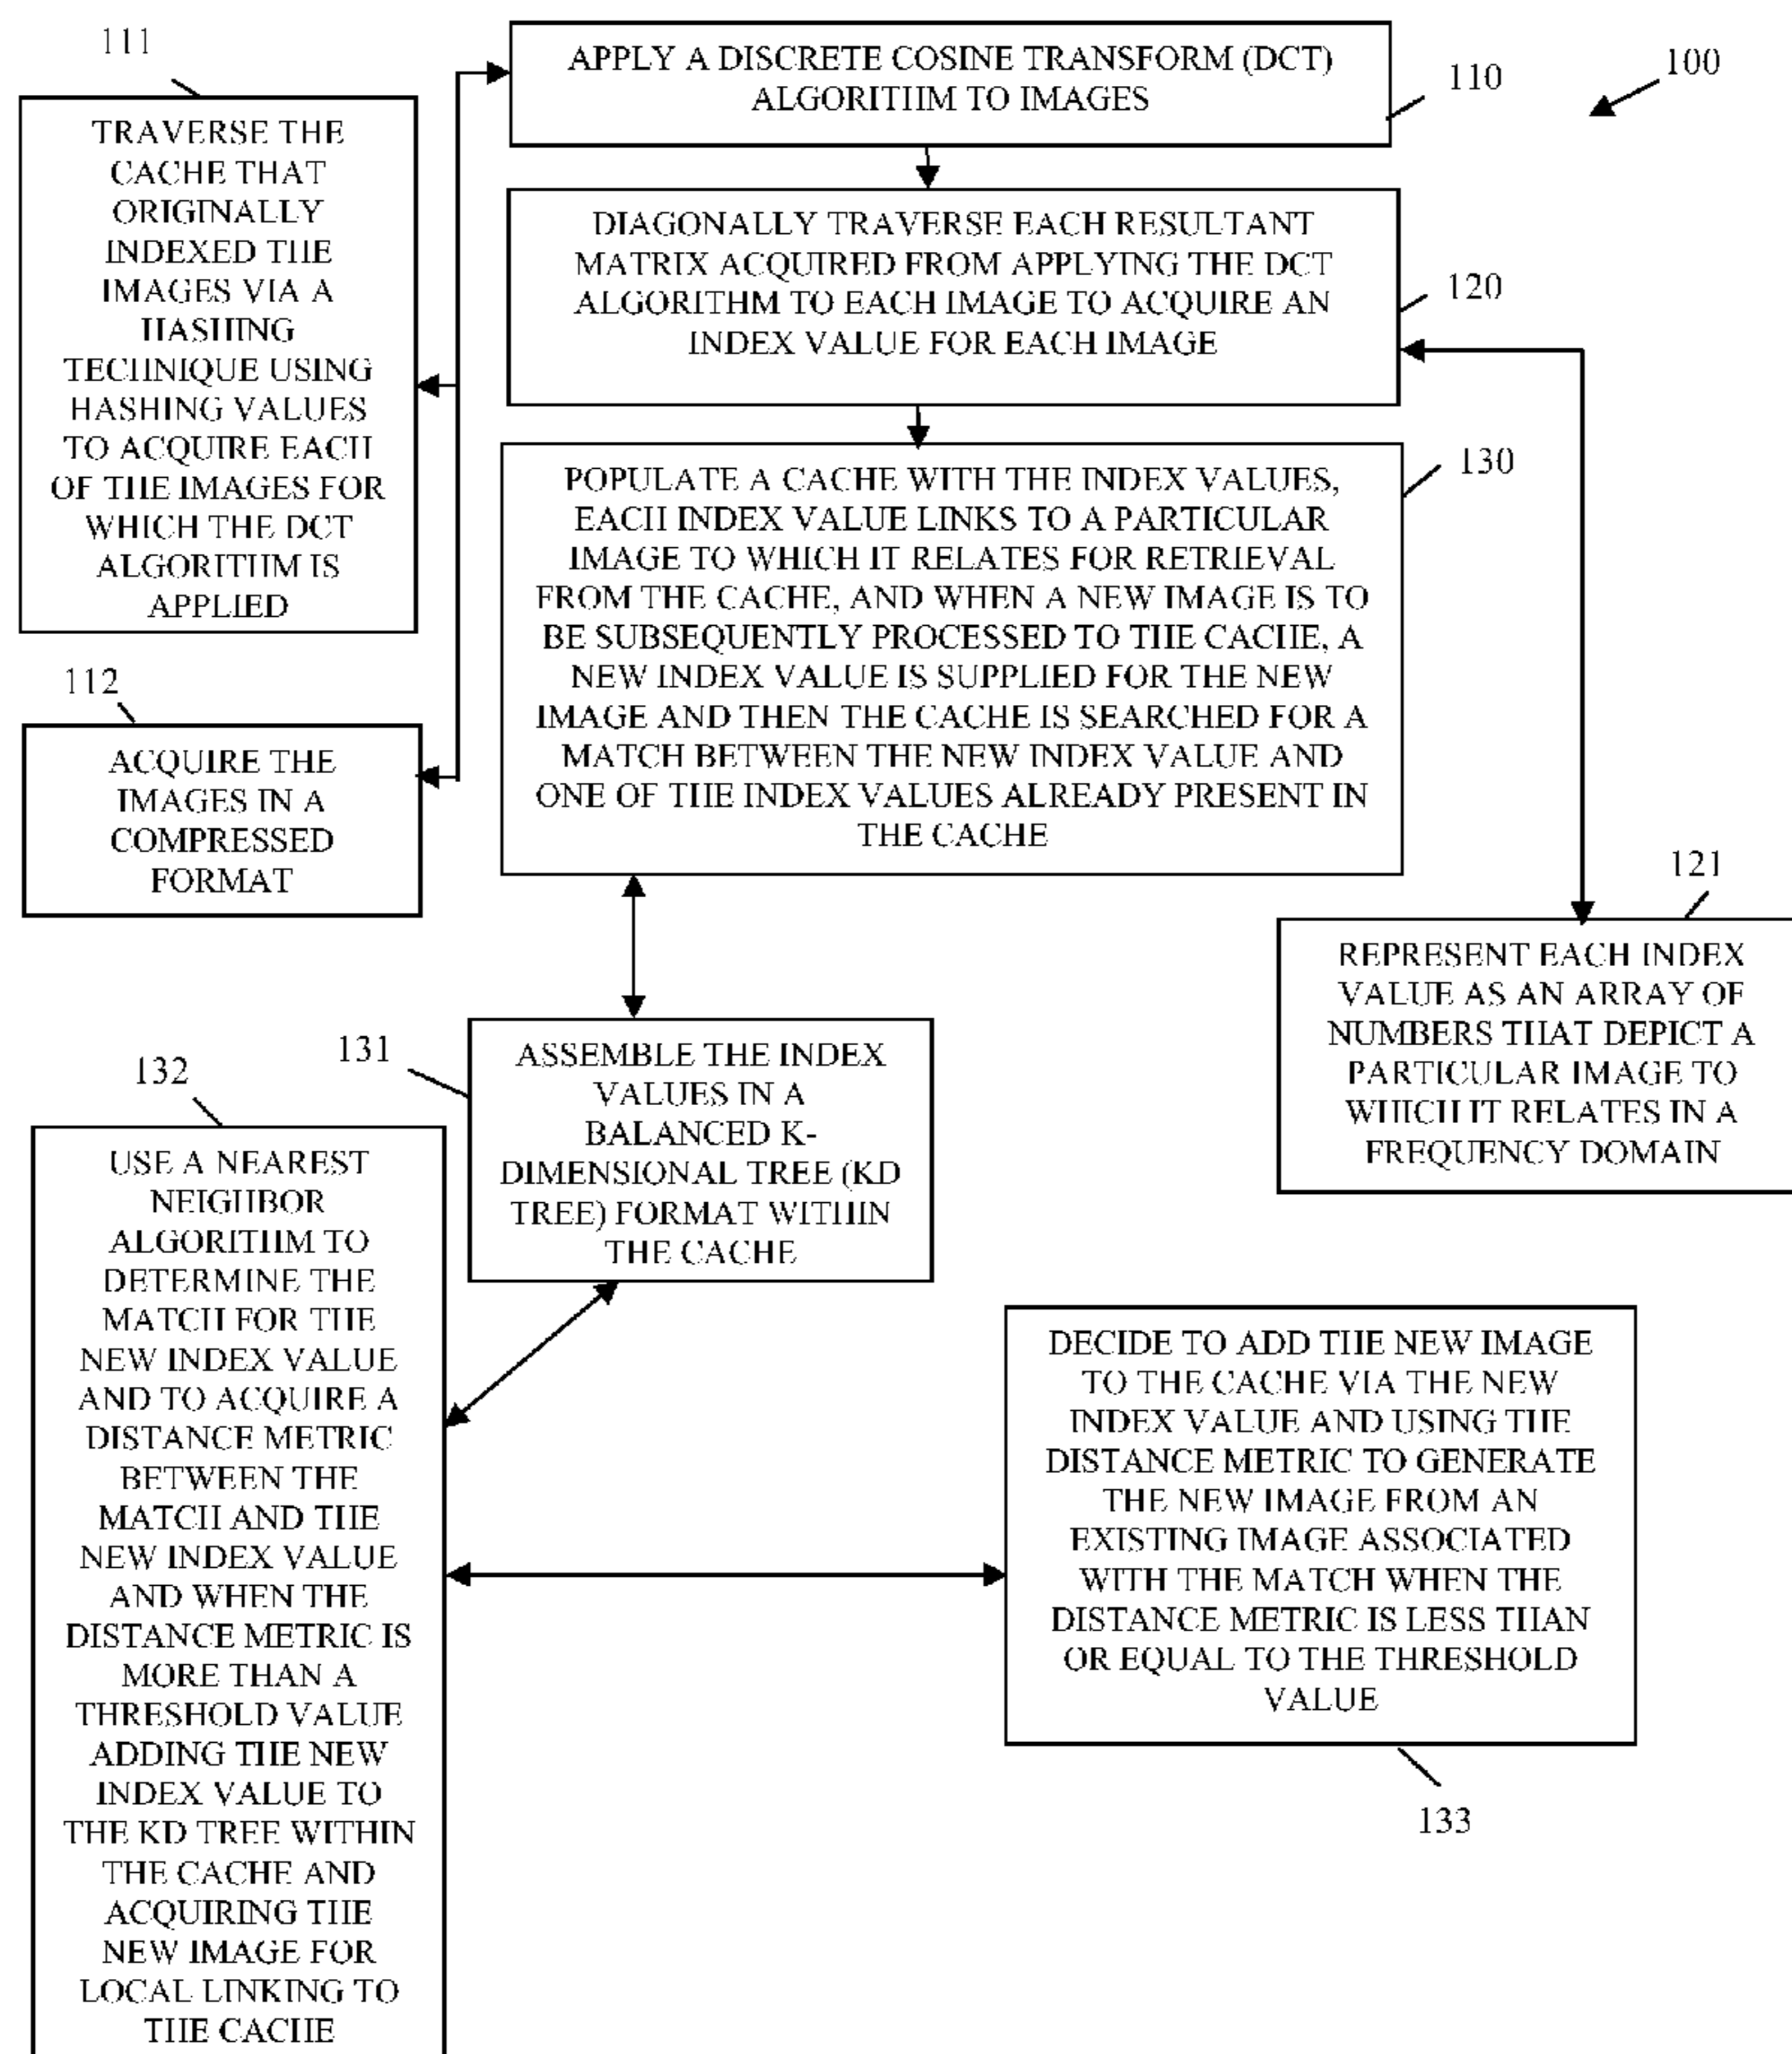 111
APPLY A DISCRETE COSINE TRANSFORM (DCT)
ALGORITHM TO IMAGES
110
100
TRAVERSE THE
CACHE THAT
ORIGINALLY
INDEXED THE
IMAGES VIA A
HASHING
TECHNIQUE USING
HASHING VALUES
TO ACQUIRE EACH
OF THE IMAGES FOR
WHICH THE DCT
ALGORITHM IS
APPLIED
DIAGONALLY TRAVERSE EACH RESULTANT
MATRIX ACQUIRED FROM APPLYING THE DCT
ALGORITHM TO EACH IMAGE TO ACQUIRE AN
INDEX VALUE FOR EACH IMAGE
120
POPULATE A CACHE WITH THE INDEX VALUES,
EACH INDEX VALUE LINKS TO A PARTICULAR
IMAGE TO WHICH IT RELATES FOR RETRIEVAL
FROM THE CACHE, AND WHEN A NEW IMAGE IS TO
BE SUBSEQUENTLY PROCESSED TO THE CACHE, A
NEW INDEX VALUE IS SUPPLIED FOR THE NEW
IMAGE AND THEN THE CACHE IS SEARCHED FOR A
MATCH BETWEEN THE NEW INDEX VALUE AND
ONE OF THE INDEX VALUES ALREADY PRESENT IN
THE CACHE
130
112
ACQUIRE THE
IMAGES IN A
COMPRESSED
FORMAT
121
REPRESENT EACH INDEX
VALUE AS AN ARRAY OF
NUMBERS THAT DEPICT A
PARTICULAR IMAGE TO
WHICH IT RELATES IN A
FREQUENCY DOMAIN
131
ASSEMBLE THE INDEX
VALUES IN A
BALANCED K-
DIMENSIONAL TREE (KD
TREE) FORMAT WITHIN
THE CACHE
132
USE A NEAREST
NEIGHBOR
ALGORITHM TO
DETERMINE THE
MATCH FOR THE
NEW INDEX VALUE
AND TO ACQUIRE A
DISTANCE METRIC
BETWEEN THE
MATCH AND THE
NEW INDEX VALUE
AND WHEN THE
DISTANCE METRIC IS
MORE THAN A
THRESHOLD VALUE
ADDING THE NEW
INDEX VALUE TO
THE KD TREE WITHIN
THE CACHE AND
ACQUIRING THE
NEW IMAGE FOR
LOCAL LINKING TO
THE CACHE
DECIDE TO ADD THE NEW IMAGE
TO THE CACHE VIA THE NEW
INDEX VALUE AND USING THE
DISTANCE METRIC TO GENERATE
THE NEW IMAGE FROM AN
EXISTING IMAGE ASSOCIATED
WITH THE MATCH WHEN THE
DISTANCE METRIC IS LESS THAN
OR EQUAL TO THE THRESHOLD
VALUE
133